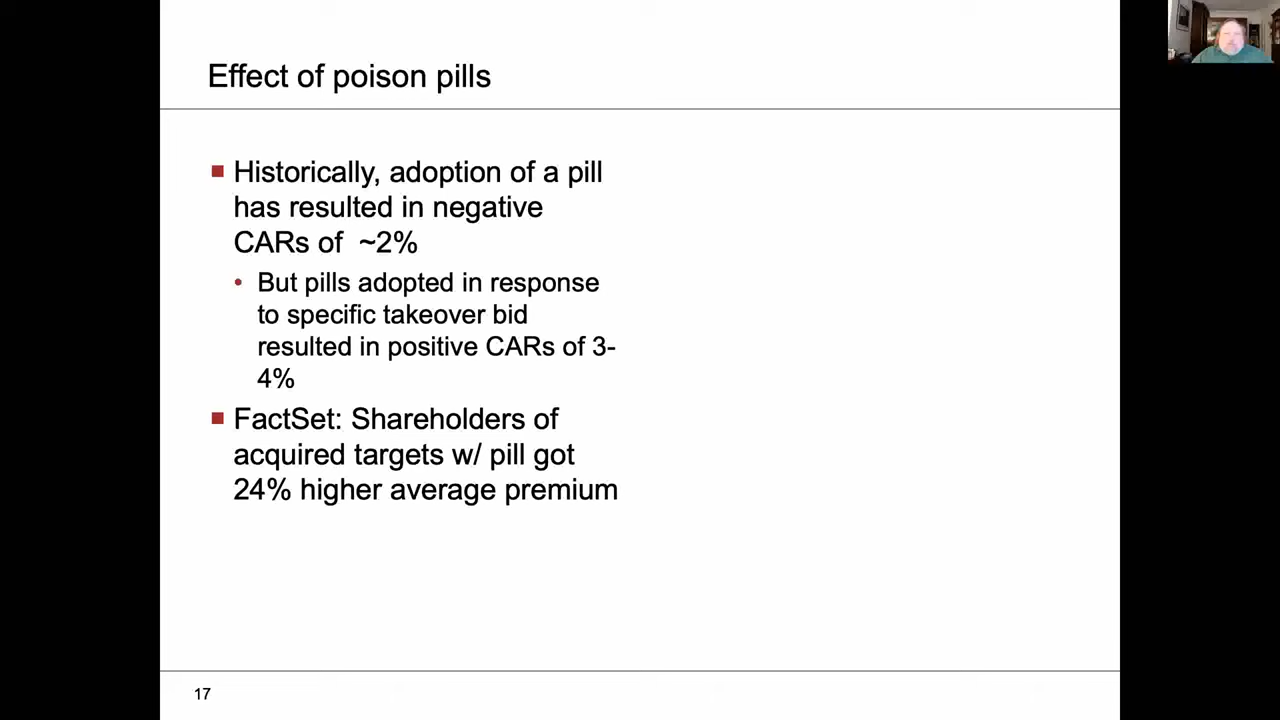 Effect of poison pills
Historically, adoption of a pill
has resulted in negative
CARs of ~2%
But pills adopted in response
to specific takeover bid
resulted in positive CARs of 3-
4%
FactSet: Shareholders of
acquired targets w/ pill got
24% higher average premium
17